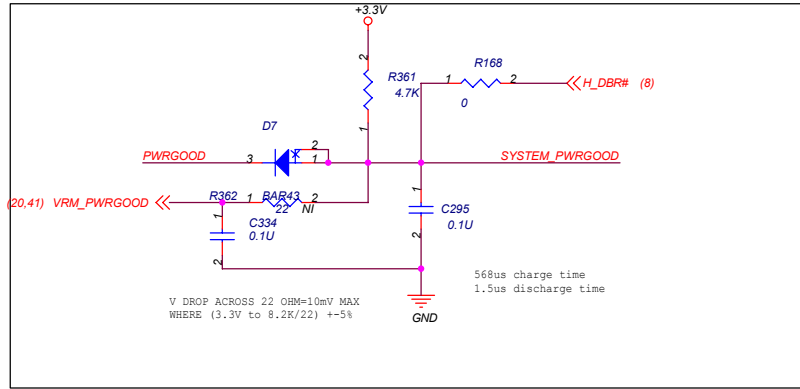 +3.3V
2
R361
4.7K
1
R168
1
2
0
H_DBR# (8)
D7
2
PWRGOOD
3
1
SYSTEM_PWRGOOD
(20,41) VRM_PWRGOOD
R362
1
BAR43
2
22
NI
1
C334
0.1U
2
1
C295
0.1U
2
568us charge time
1.5us discharge time
V DROP ACROSS 22 OHM=10mV MAX
WHERE (3.3V to 8.2K/22) +-5%
GND